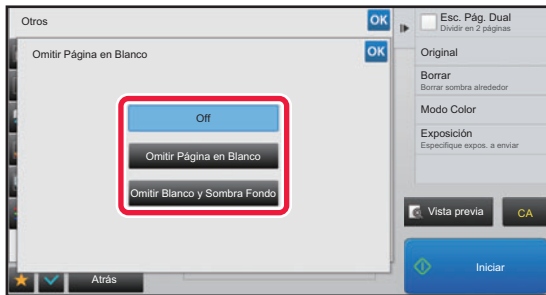 Otros
OK
Omitir Página en Blanco
OK
Off
Omitir Página en Blanco
Omitir Blanco y Sombra Fondo
Atrás
Esc. Pág. Dual
Dividir en 2 páginas
Original
Borrar
Borrar sombra alrededor
Modo Color
Exposición
Especifique expos. a enviar
Vista previa
CA
Iniciar